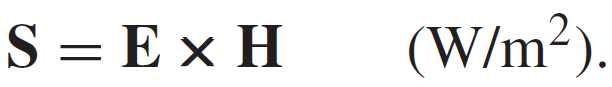 S = E × H (W/m²).